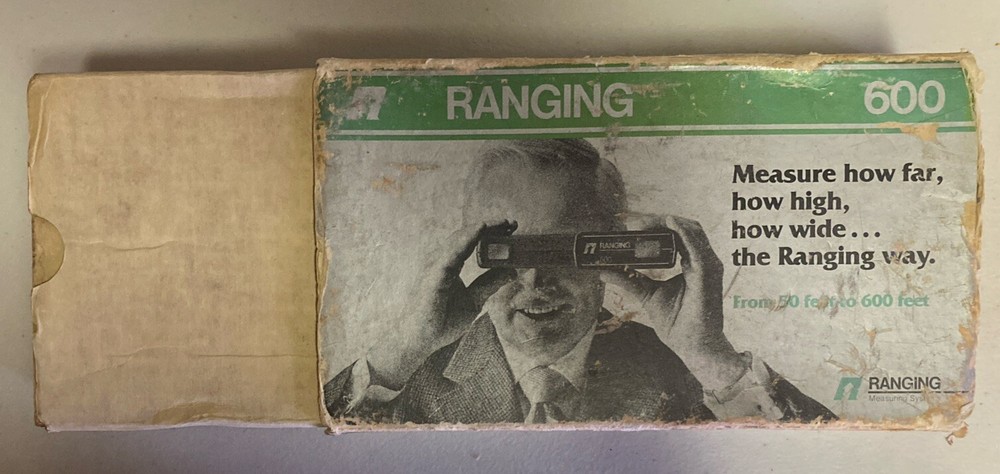 RANGING 600
Measure how far,
how high,
how wide...
the Ranging way.
From 50 feet to 600 feet
RANGING
RANGING
Measuring